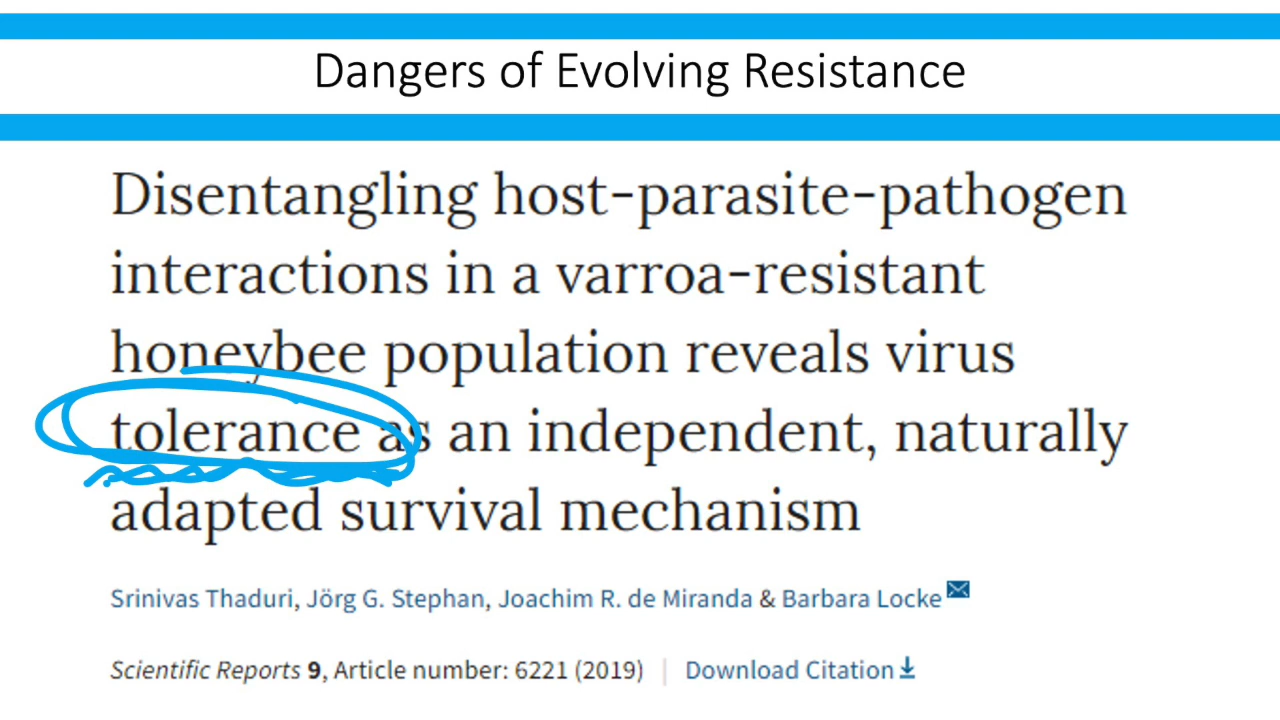 Dangers of Evolving Resistance
Disentangling host-parasite-pathogen
interactions in a varroa-resistant
honeybee population reveals virus
tolerance as an independent, naturally
adapted survival mechanism
Srinivas Thaduri, Jörg G. Stephan, Joachim R. de Miranda & Barbara Locke
Scientific Reports 9, Article number: 6221 (2019) | Download Citation